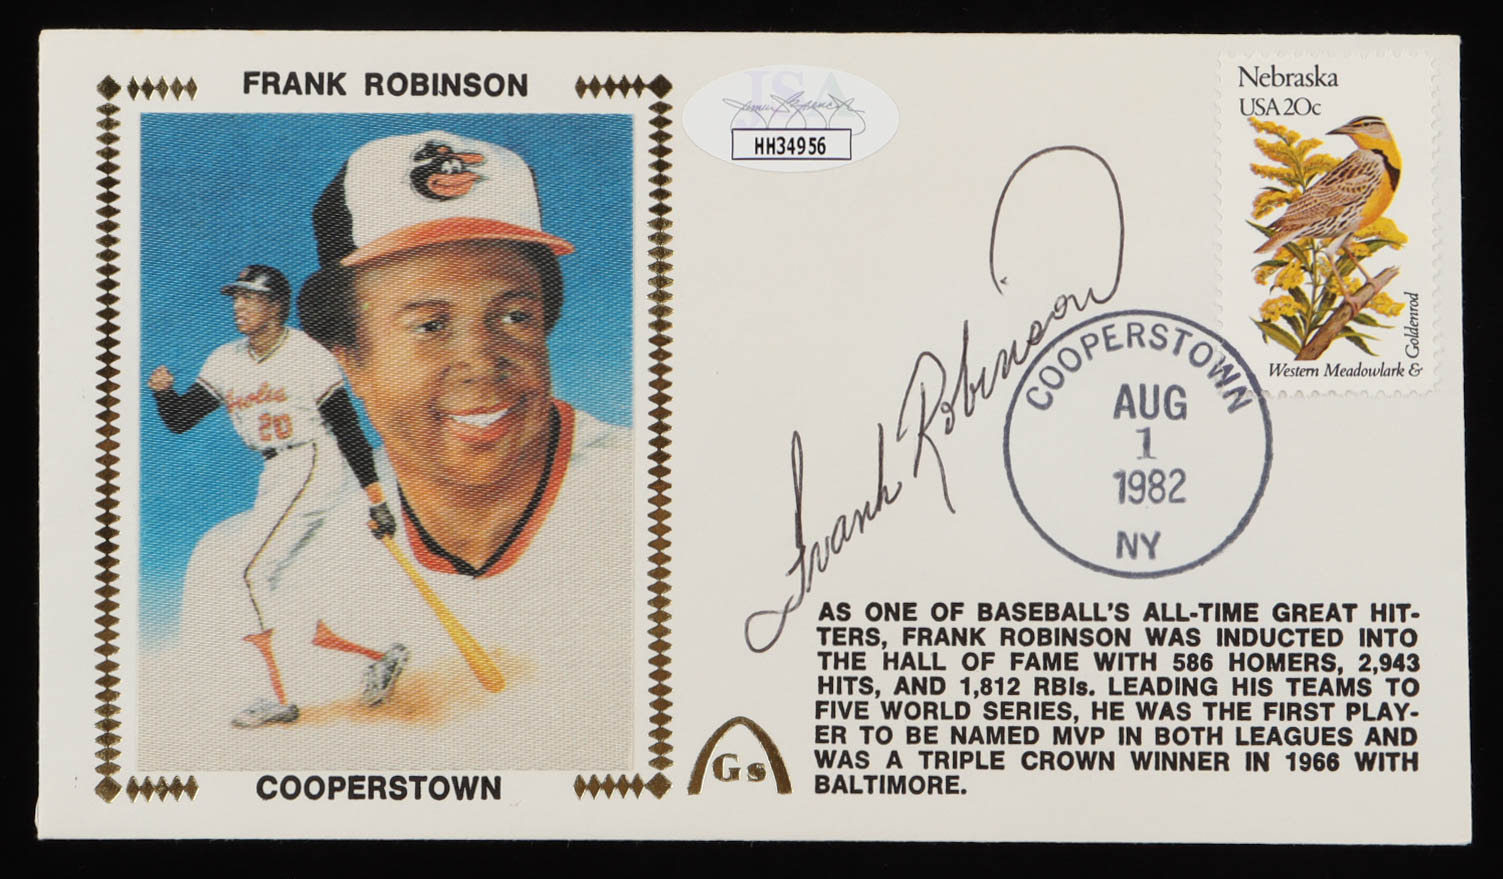 FRANK ROBINSON
Orioles
20
COOPERSTOWN
JSA
HH34956
Nebraska
USA 20c
Western Meadowlark &
Goldenrod
Frank Robinson
COOPERSTOWN
AUG
1
1982
NY
Gs
AS ONE OF BASEBALL'S ALL-TIME GREAT HIT-
TERS, FRANK ROBINSON WAS INDUCTED INTO
THE HALL OF FAME WITH 586 HOMERS, 2,943
HITS, AND 1,812 RBIs. LEADING HIS TEAMS TO
FIVE WORLD SERIES, HE WAS THE FIRST PLAY-
ER TO BE NAMED MVP IN BOTH LEAGUES AND
WAS A TRIPLE CROWN WINNER IN 1966 WITH
BALTIMORE.